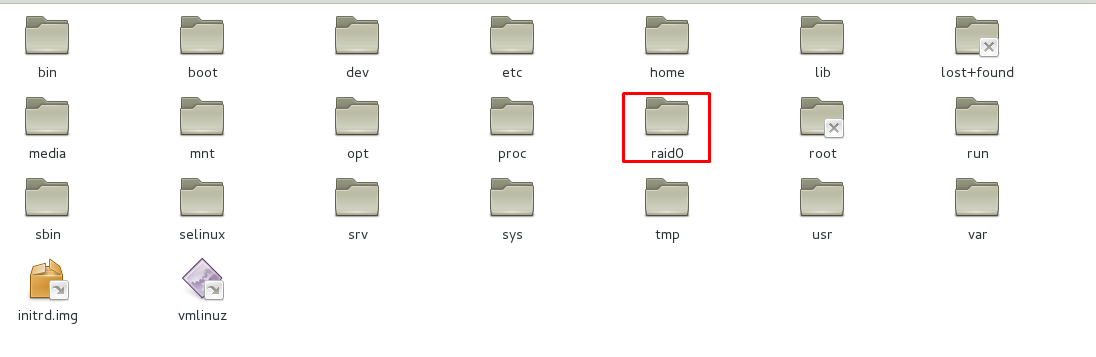 bin boot dev etc home lib lost+found
media mnt opt proc raid0 root run
sbin selinux srv sys tmp usr var
initrd.img vmlinuz